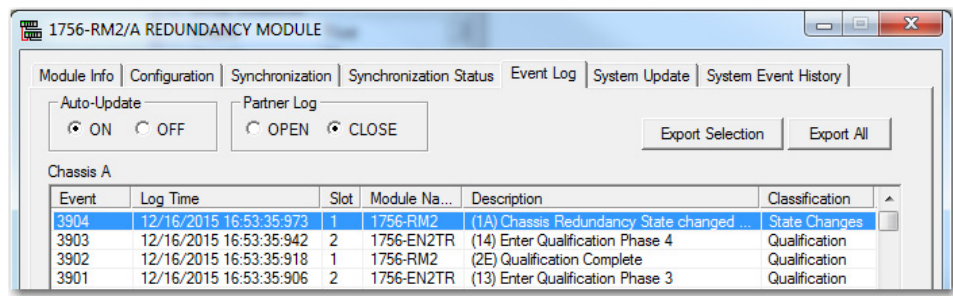 1756-RM2/A REDUNDANCY MODULE
Module Info Configuration Synchronization Synchronization Status Event Log System Update System Event History
Auto-Update Partner Log
ON OFF OPEN CLOSE Export Selection Export All
Chassis A
Event Log Time Slot Module Na... Description Classification
3904 12/16/2015 16:53:35:973 1 1756-RM2 (1A) Chassis Redundancy State changed ... State Changes
3903 12/16/2015 16:53:35:942 2 1756-EN2TR (14) Enter Qualification Phase 4 Qualification
3902 12/16/2015 16:53:35:918 1 1756-RM2 (2E) Qualification Complete Qualification
3901 12/16/2015 16:53:35:906 2 1756-EN2TR (13) Enter Qualification Phase 3 Qualification